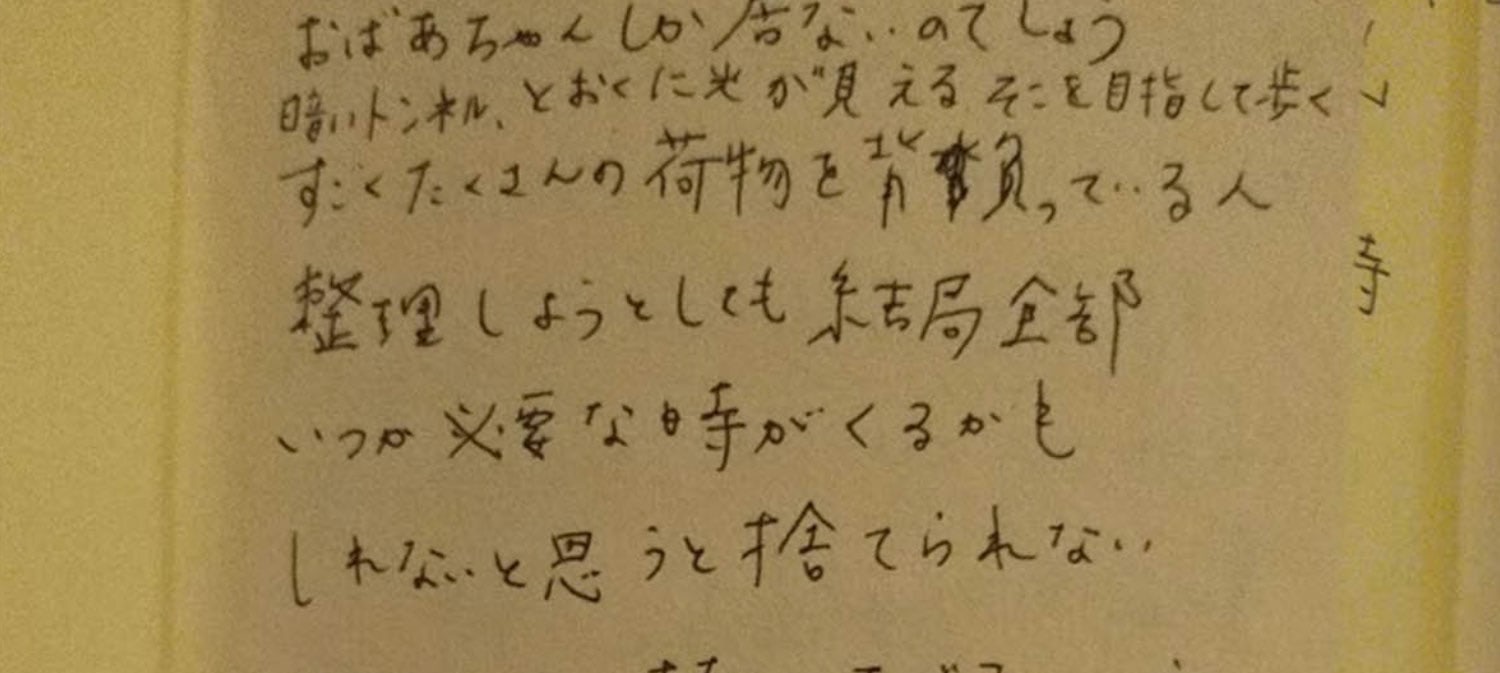 おばあちゃんしか居ないのでしょう
暗いトンネル、とおくに光が見えるそこを目指して歩く
すごくたくさんの荷物を背負っている人
整理しようとしても結局全部
いつか必要な時がくるかも
しれないと思うと捨てられない
寺